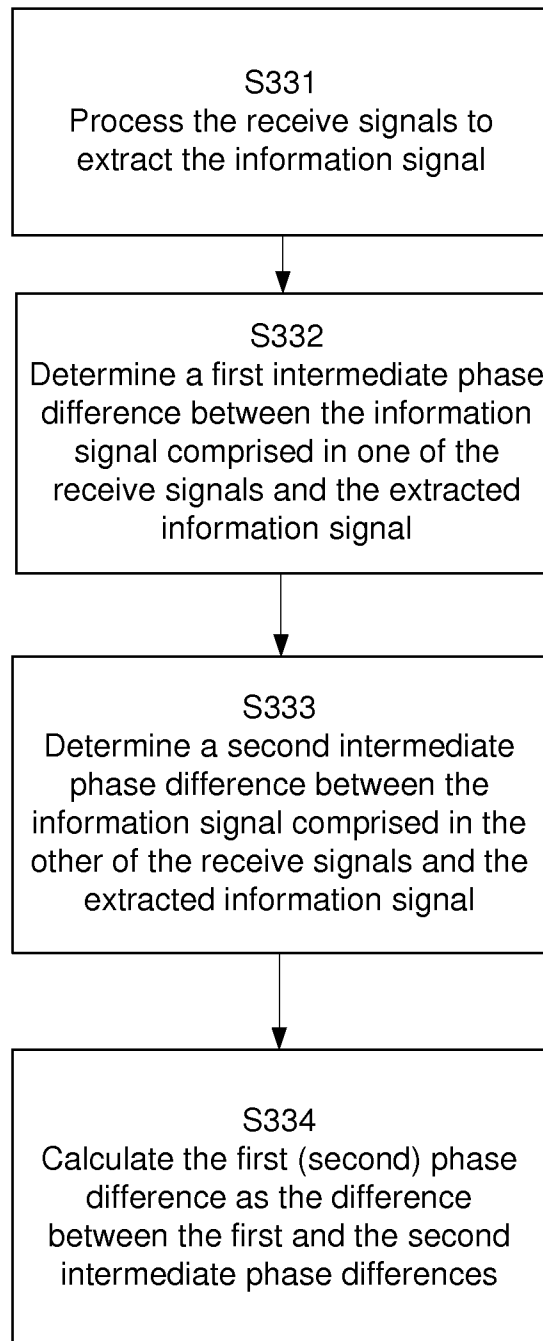 S331
Process the receive signals to
extract the information signal
S332
Determine a first intermediate phase
difference between the information
signal comprised in one of the
receive signals and the extracted
information signal
S333
Determine a second intermediate
phase difference between the
information signal comprised in the
other of the receive signals and the
extracted information signal
S334
Calculate the first (second) phase
difference as the difference
between the first and the second
intermediate phase differences